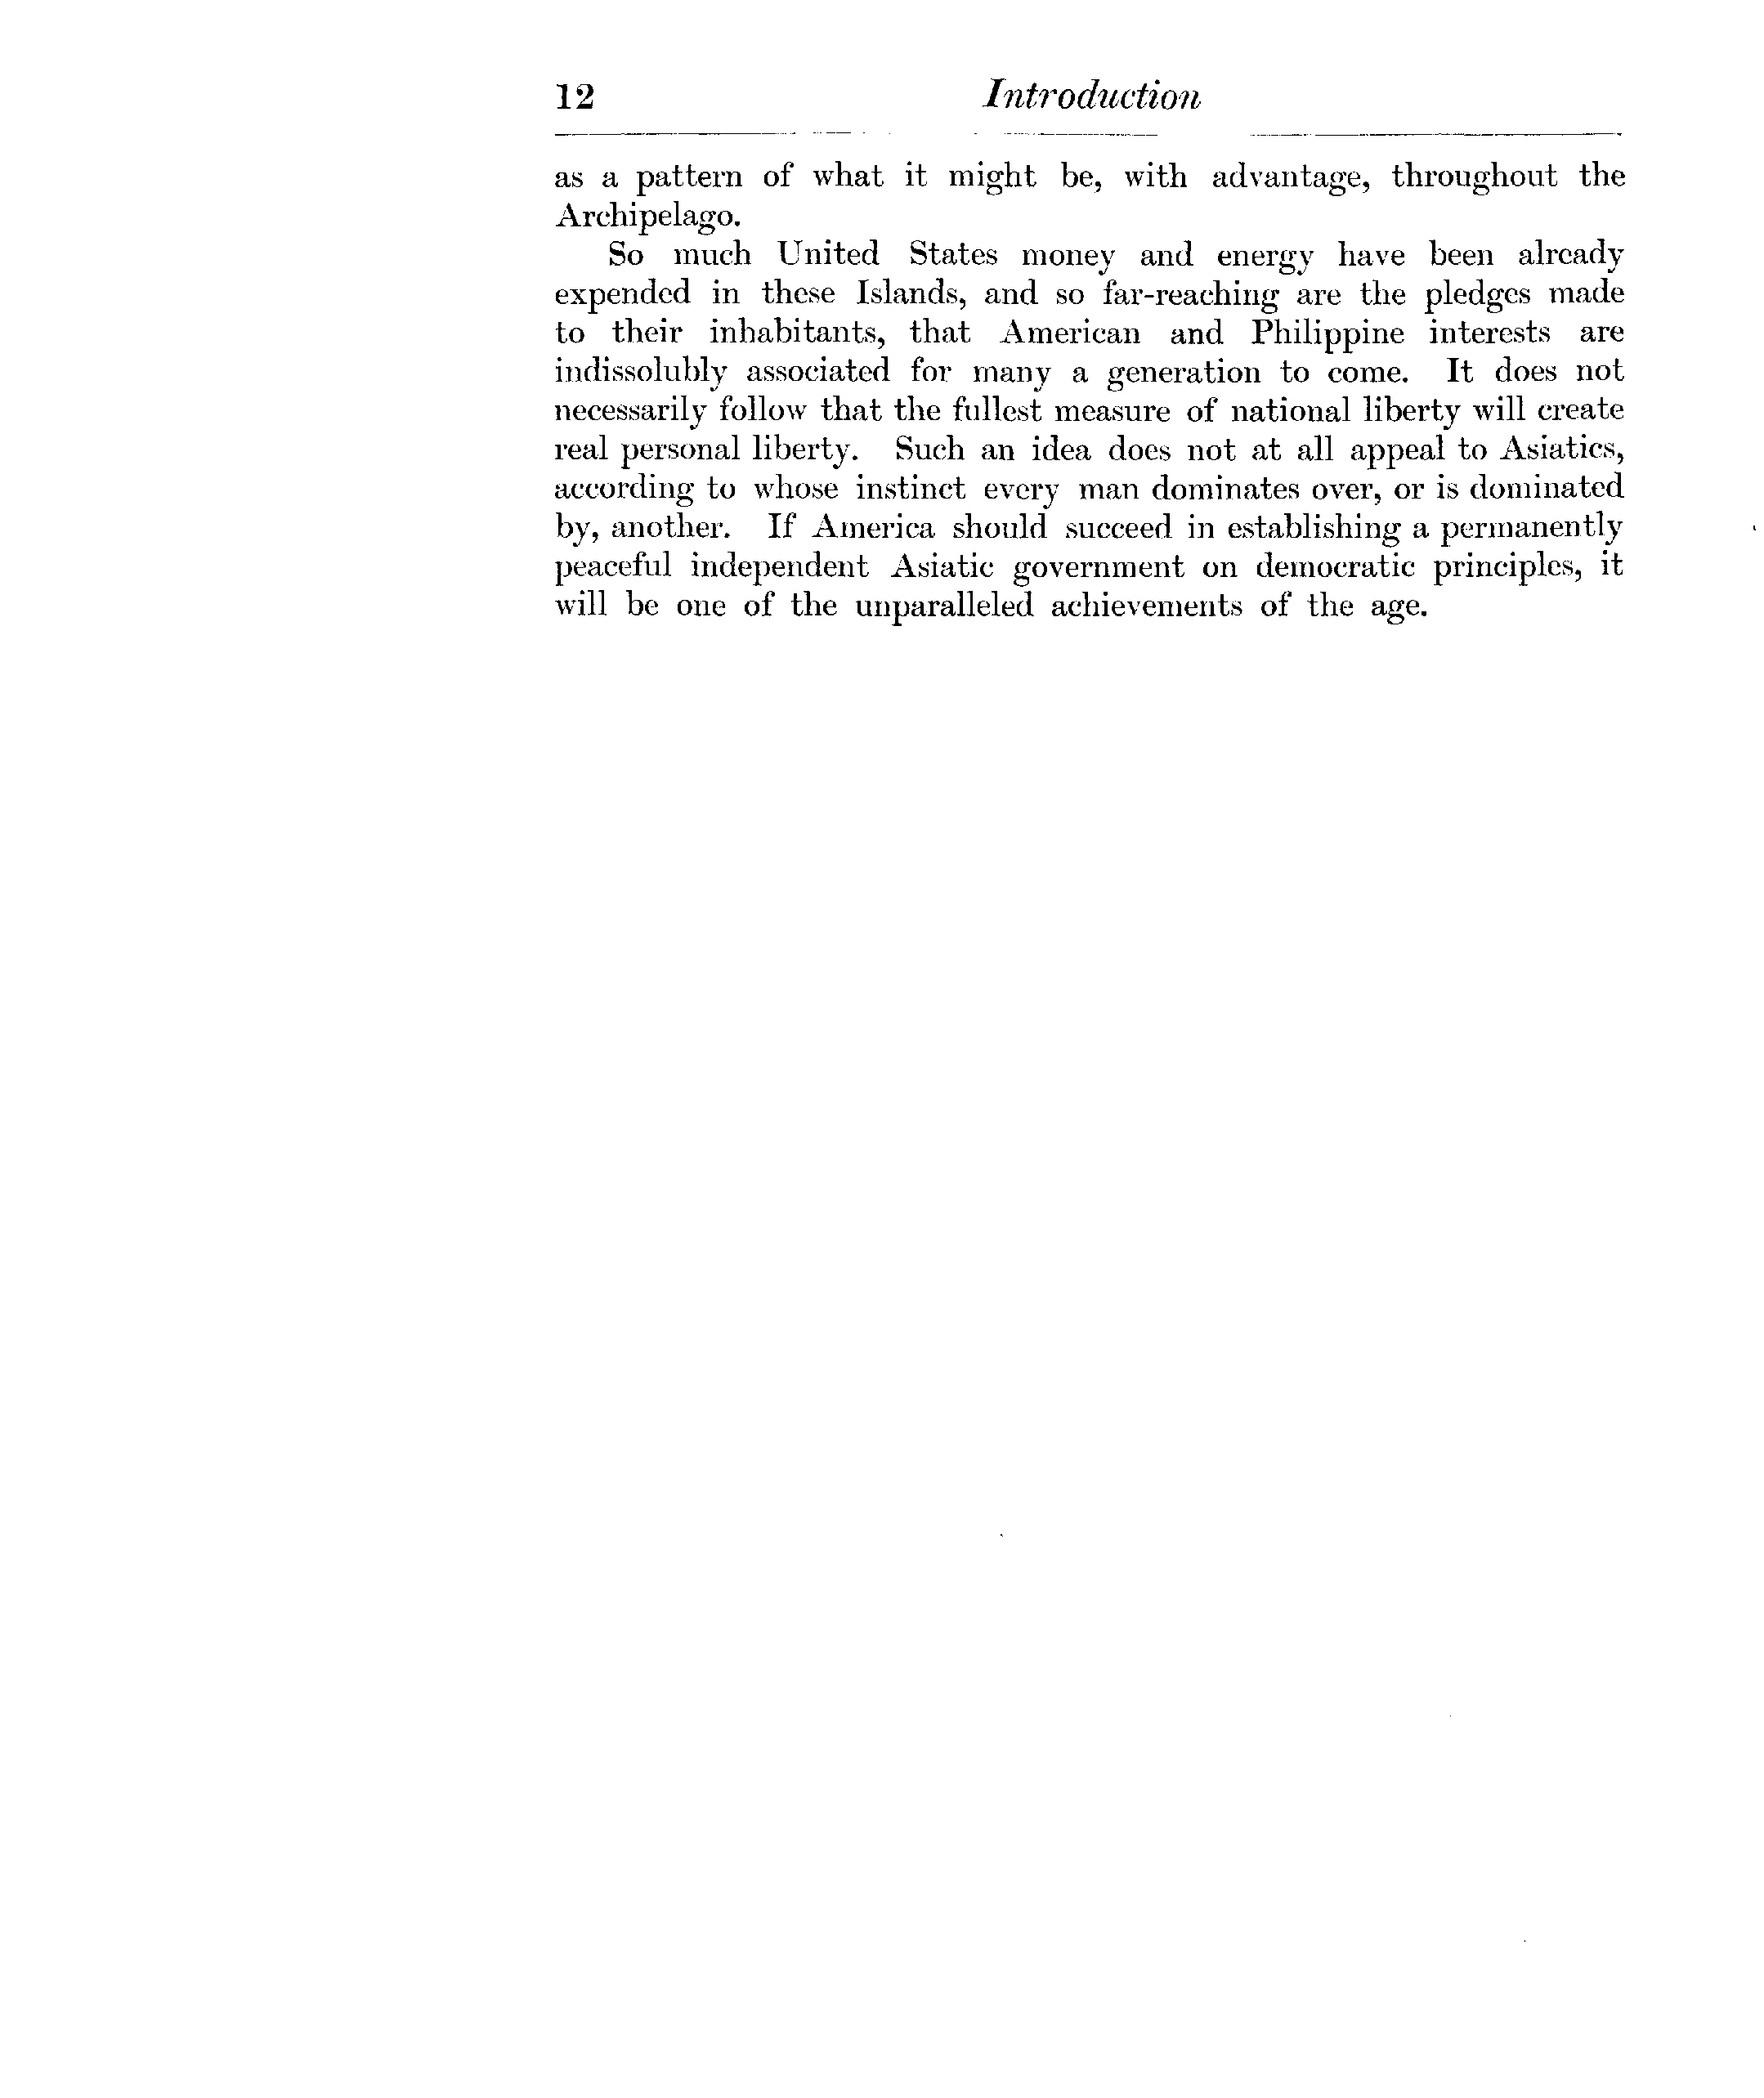 12 Introduction
as a pattern of what it might be, with advantage, throughout the
Archipelago.
So much United States money and energy have been already
expended in these Islands, and so far-reaching are the pledges made
to their inhabitants, that American and Philippine interests are
indissolubly associated for many a generation to come. It does not
necessarily follow that the fullest measure of national liberty will create
real personal liberty. Such an idea does not at all appeal to Asiatics,
according to whose instinct every man dominates over, or is dominated
by, another. If America should succeed in establishing a permanently
peaceful independent Asiatic government on democratic principles, it
will be one of the unparalleled achievements of the age.